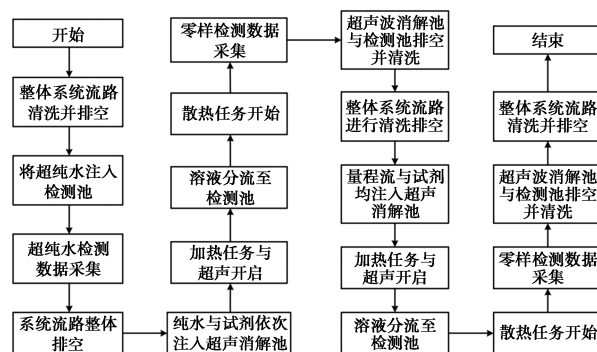 开始
整体系统流路
清洗并排空
将超纯水注入
检测池
超纯水检测
数据采集
系统流路整体
排空
纯水与试剂依次
注入超声消解池
加热任务与
超声开启
溶液分流至
检测池
散热任务开始
零样检测数据
采集
超声波消解池
与检测池排空
并清洗
整体系统流路
进行清洗排空
量程流与试剂
均注入超声
消解池
加热任务与
超声开启
溶液分流至
检测池
散热任务开始
零样检测数据
采集
超声波消解池
与检测池排空
并清洗
整体系统流路
清洗并排空
结束